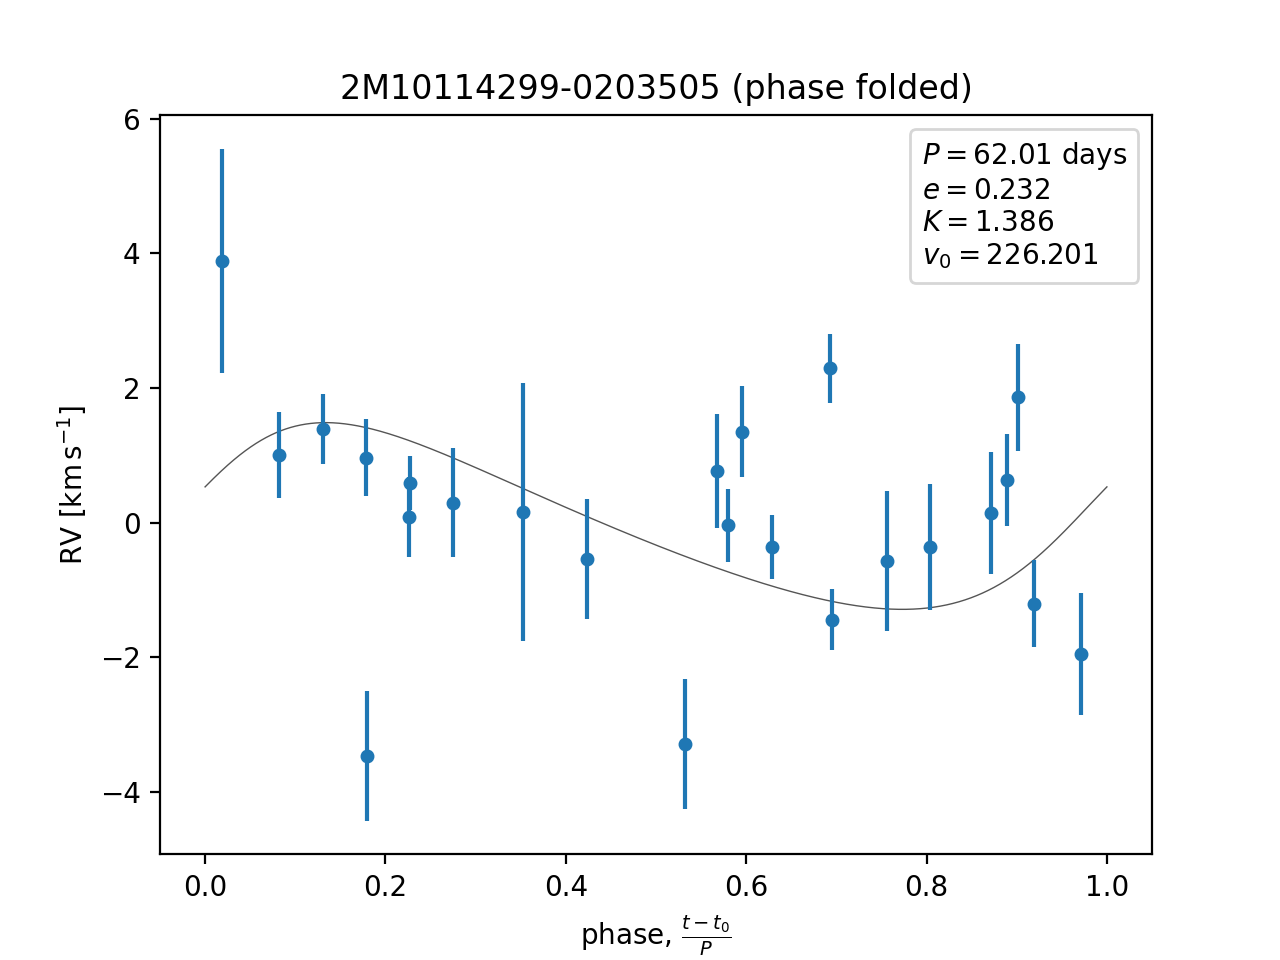 2M10114299-0203505 (phase folded)
P = 62.01 days
e = 0.232
K = 1.386
v₀ = 226.201
6
4
2
0
−2
−4
RV [km s⁻¹]
0.0 0.2 0.4 0.6 0.8 1.0
phase, (t − t₀)/P